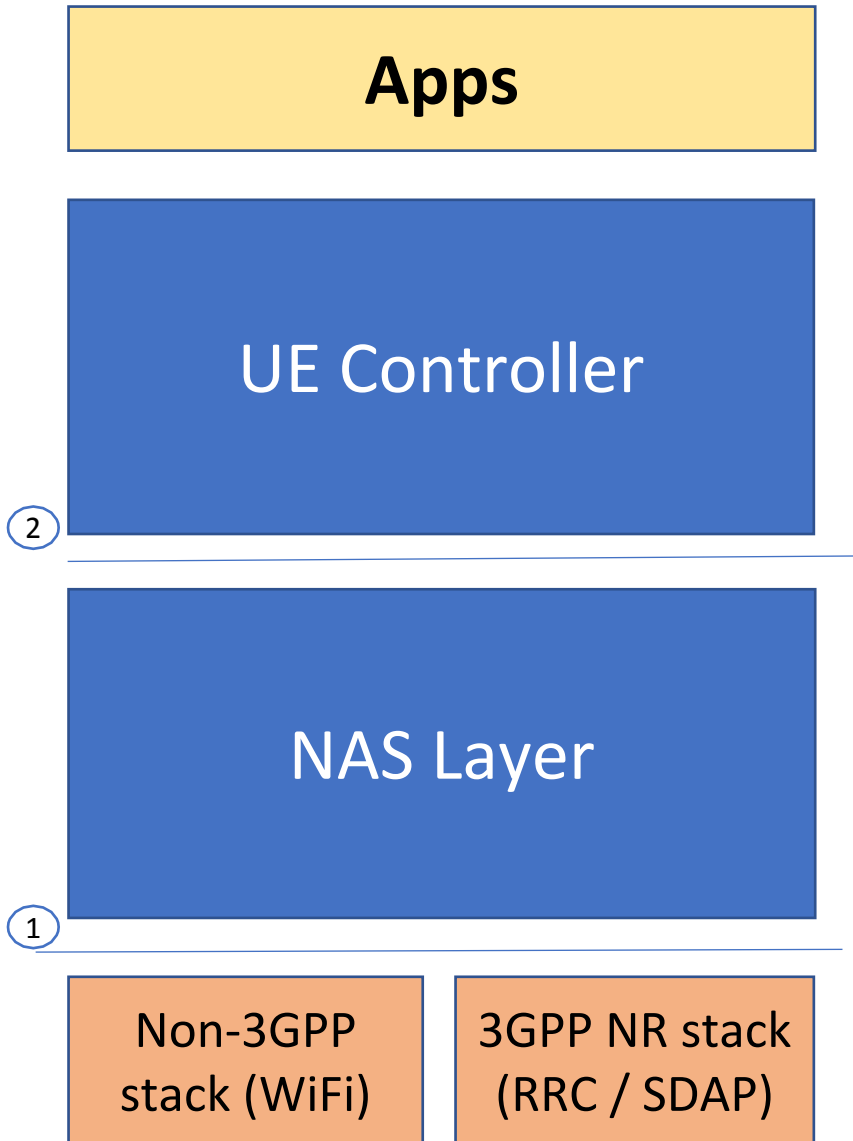 Apps
UE Controller
2
NAS Layer
1
Non-3GPP
stack (WiFi)
3GPP NR stack
(RRC / SDAP)